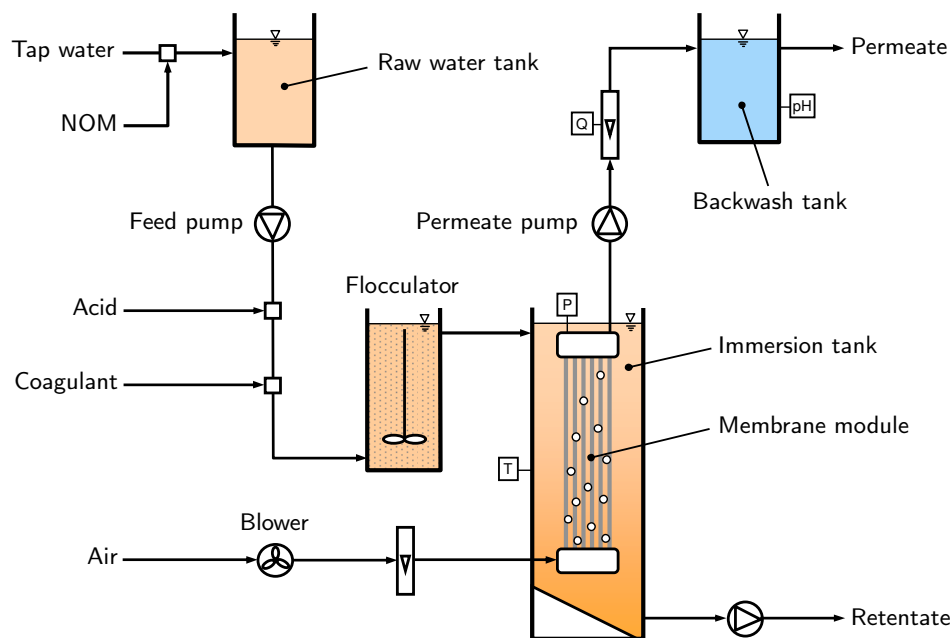 Tap water
Raw water tank
Permeate
NOM
Q
pH
Backwash tank
Feed pump
Permeate pump
Flocculator
Acid
P
Immersion tank
Coagulant
Membrane module
T
Blower
Air
Retentate